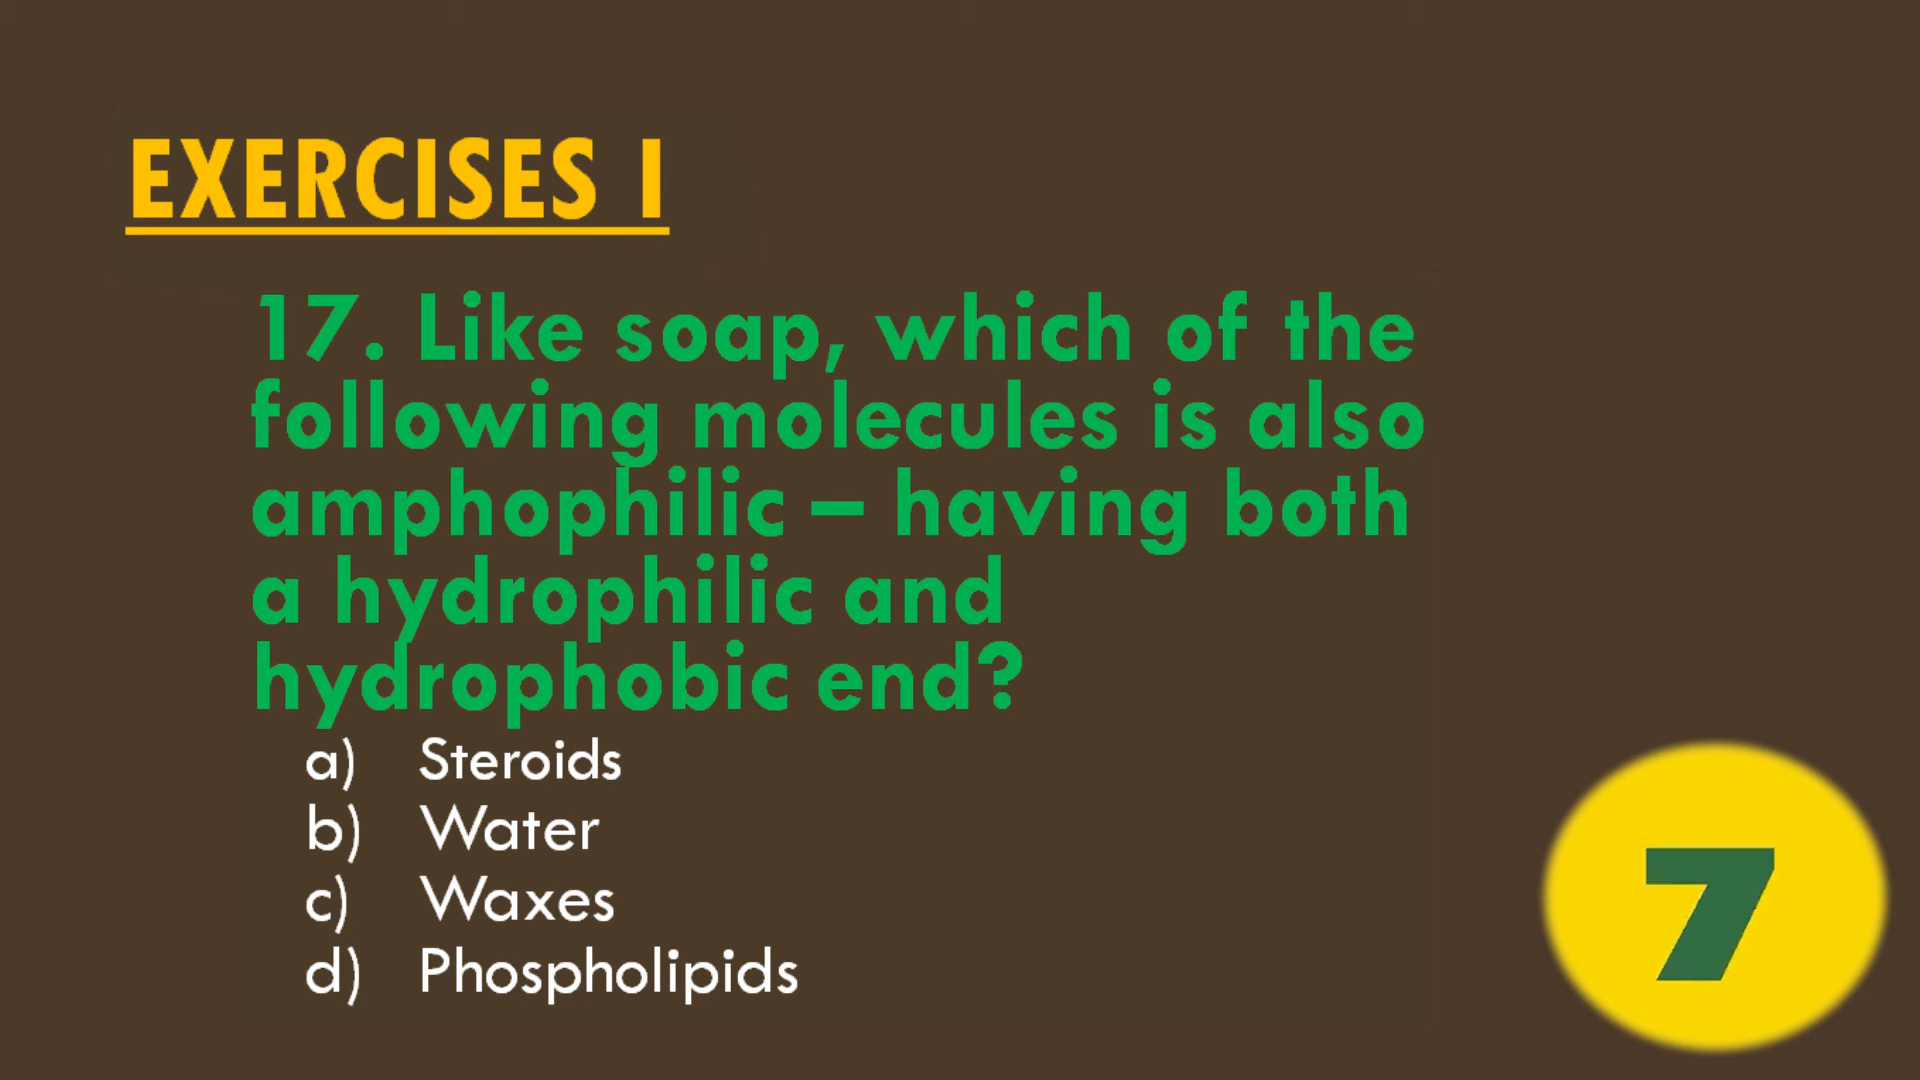 EXERCISES I
17. Like soap, which of the
following molecules is also
amphophilic – having both
a hydrophilic and
hydrophobic end?
a) Steroids
b) Water
c) Waxes
d) Phospholipids
7